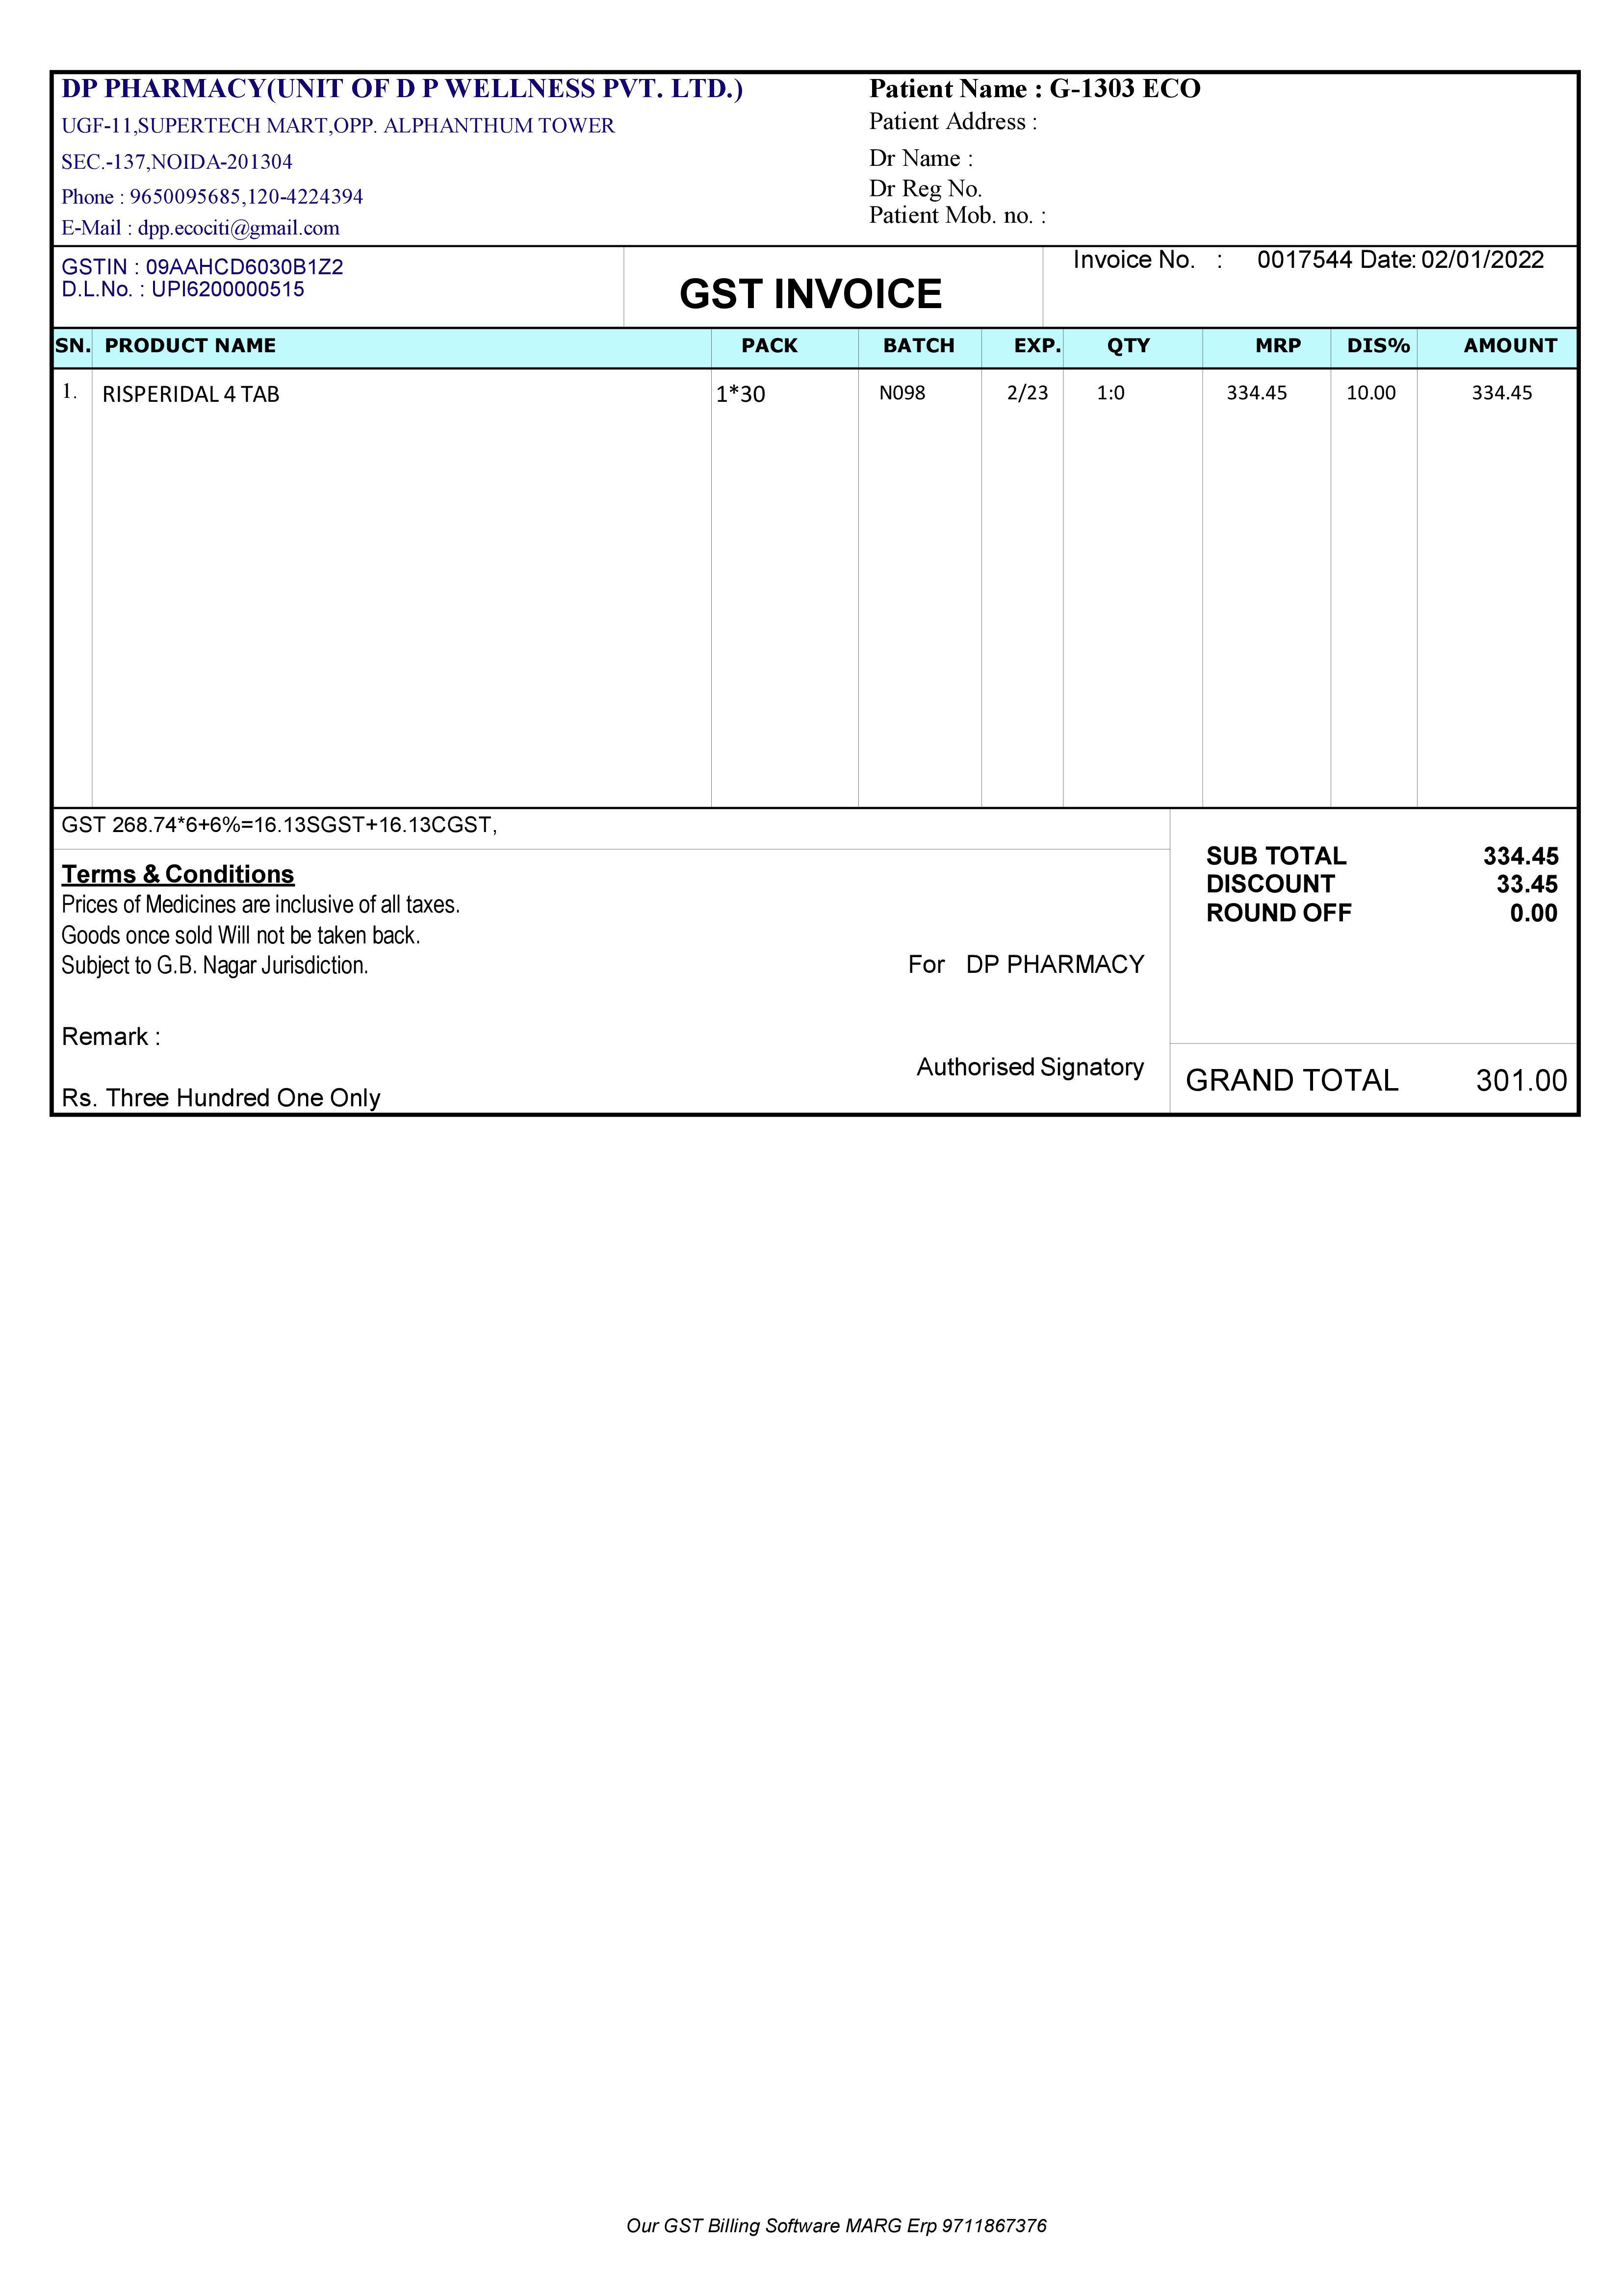 DP PHARMACY(UNIT OF D P WELLNESS PVT. LTD.)
UGF-11,SUPERTECH MART,OPP. ALPHANTHUM TOWER
SEC.-137,NOIDA-201304
Phone : 9650095685,120-4224394
E-Mail : dpp.ecociti@gmail.com
Patient Name : G-1303 ECO
Patient Address :
Dr Name :
Dr Reg No.
Patient Mob. no. :
GSTIN : 09AAHCD6030B1Z2
D.L.No. : UPI6200000515
GST INVOICE
Invoice No. : 0017544 Date: 02/01/2022
SN. PRODUCT NAME PACK BATCH EXP. QTY MRP DIS% AMOUNT
1. RISPERIDAL 4 TAB 1*30 N098 2/23 1:0 334.45 10.00 334.45
GST 268.74*6+6%=16.13SGST+16.13CGST,
Terms & Conditions
Prices of Medicines are inclusive of all taxes.
Goods once sold Will not be taken back.
Subject to G.B. Nagar Jurisdiction.
For DP PHARMACY
Remark :
Authorised Signatory
Rs. Three Hundred One Only
SUB TOTAL 334.45
DISCOUNT 33.45
ROUND OFF 0.00
GRAND TOTAL 301.00
Our GST Billing Software MARG Erp 9711867376